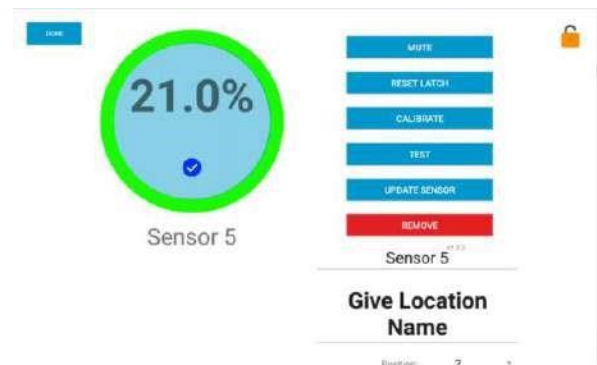 DONE
21.0%
Sensor 5
MUTE
RESET LATCH
CALIBRATE
TEST
UPDATE SENSOR
REMOVE
Sensor 5
Give Location
Name